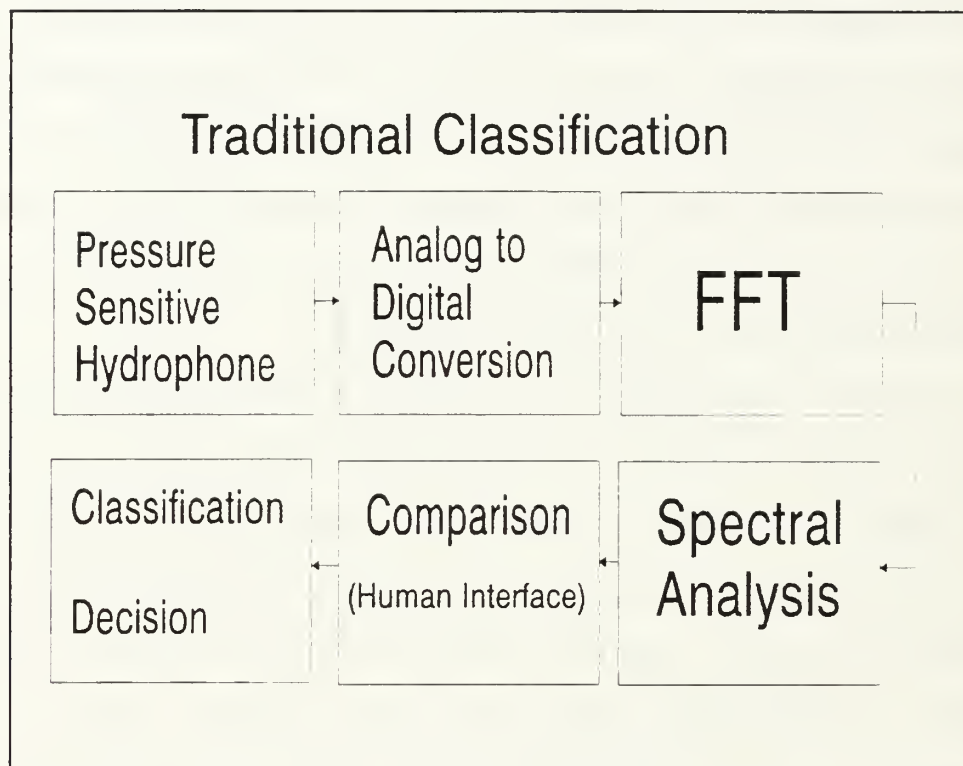 Traditional Classification
Pressure
Sensitive
Hydrophone
Analog to
Digital
Conversion
FFT
Classification
Decision
Comparison
(Human Interface)
Spectral
Analysis